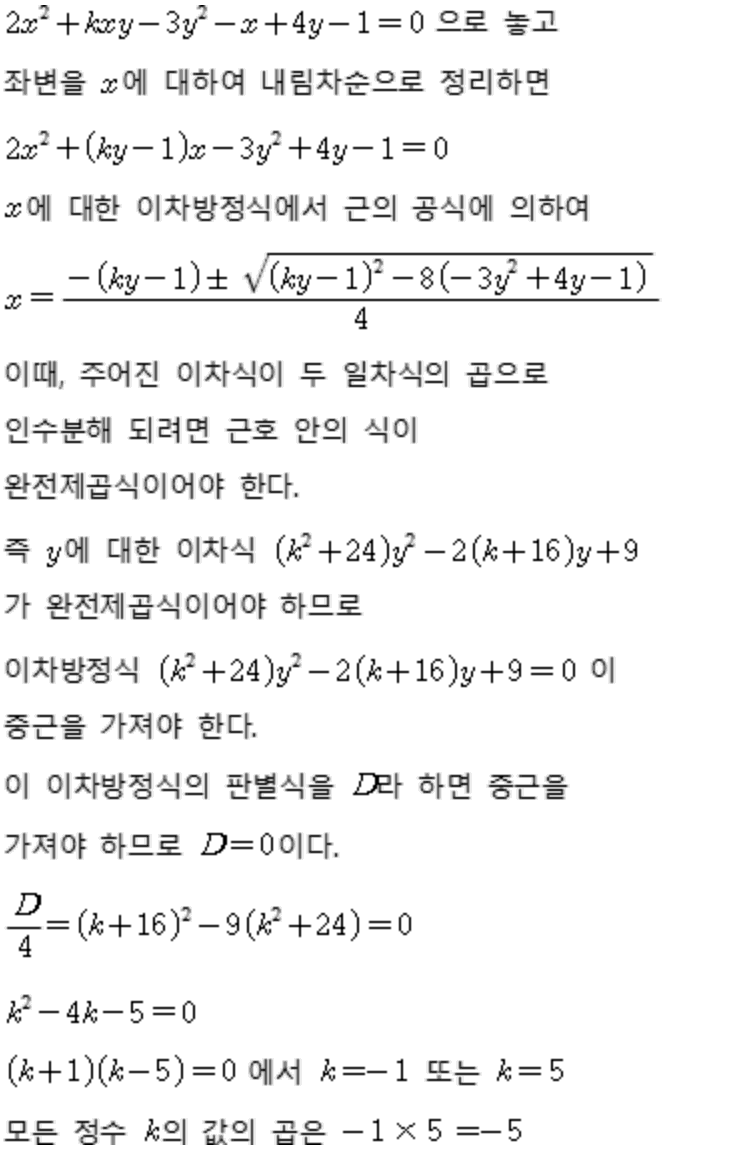 2x² + kxy − 3y² − x + 4y − 1 = 0 으로 놓고
좌변을 x에 대하여 내림차순으로 정리하면
2x² + (ky − 1)x − 3y² + 4y − 1 = 0
x에 대한 이차방정식에서 근의 공식에 의하여
x = \frac{-(ky-1) \pm \sqrt{(ky-1)^2 - 8(-3y^2+4y-1)}}{4}
이때, 주어진 이차식이 두 일차식의 곱으로
인수분해 되려면 근호 안의 식이
완전제곱식이어야 한다.
즉 y에 대한 이차식 (k² + 24)y² − 2(k + 16)y + 9
가 완전제곱식이어야 하므로
이차방정식 (k² + 24)y² − 2(k + 16)y + 9 = 0 이
중근을 가져야 한다.
이 이차방정식의 판별식을 D라 하면 중근을
가져야 하므로 D = 0이다.
\frac{D}{4} = (k + 16)² − 9(k² + 24) = 0
k² − 4k − 5 = 0
(k + 1)(k − 5) = 0 에서 k = −1 또는 k = 5
모든 정수 k의 값의 곱은 −1 × 5 = −5